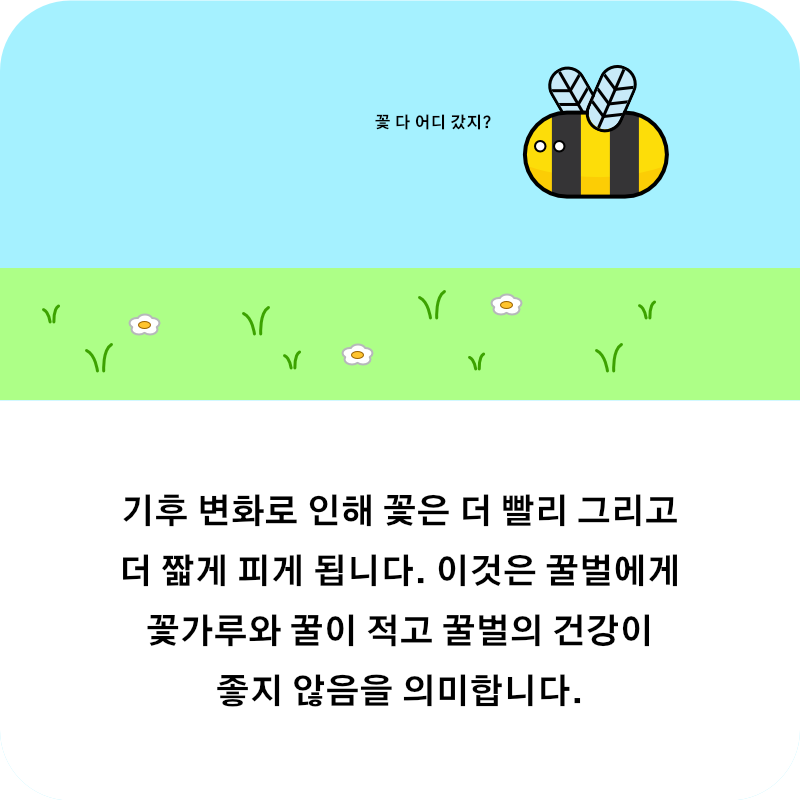 꽃 다 어디 갔지?
기후 변화로 인해 꽃은 더 빨리 그리고
더 짧게 피게 됩니다. 이것은 꿀벌에게
꽃가루와 꿀이 적고 꿀벌의 건강이
좋지 않음을 의미합니다.